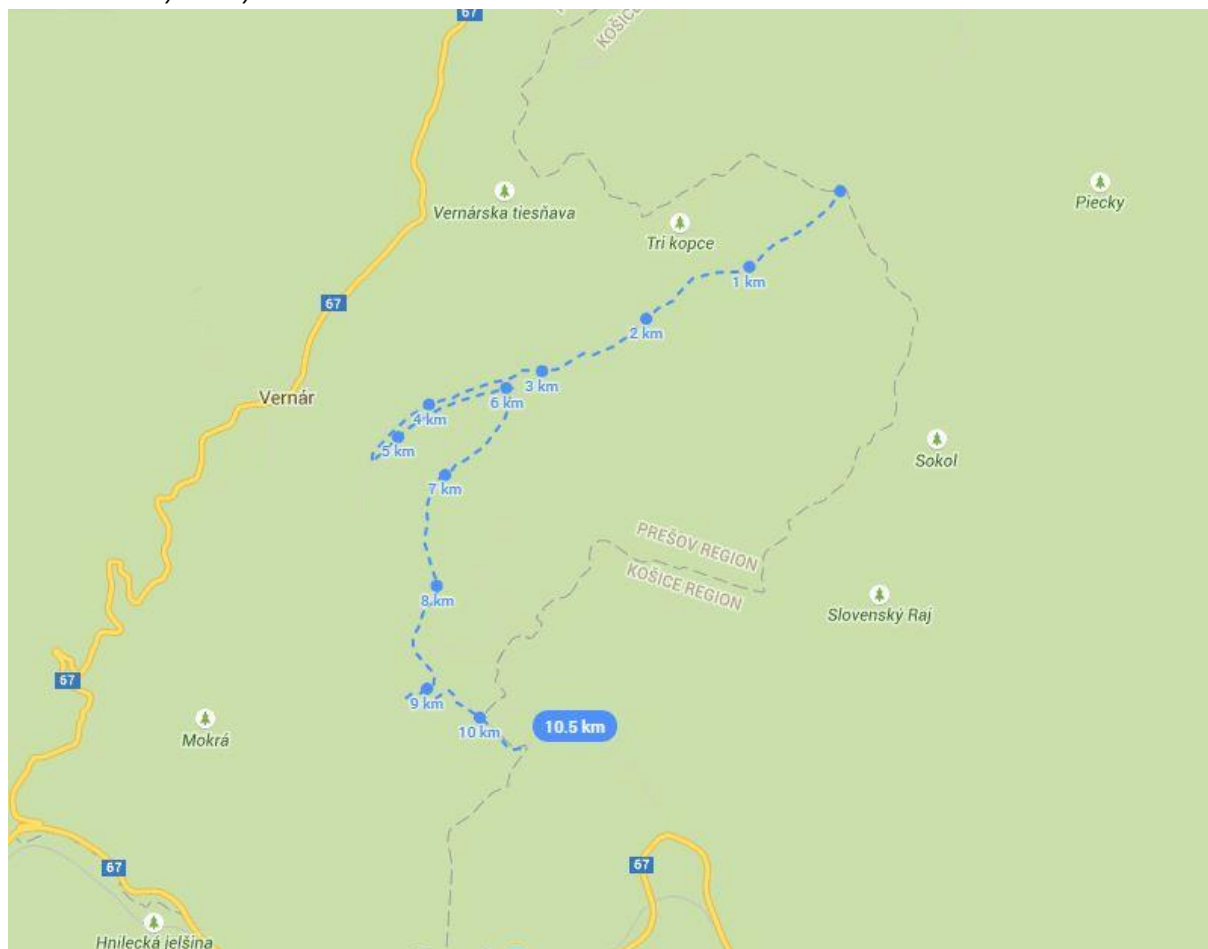 67
KOŠICE
Piecky
Vernárska tiesňava
Tri kopce
1 km
67
2 km
3 km
Vernár
6 km
4 km
5 km
Sokol
7 km
PREŠOV REGION
KOŠICE REGION
8 km
Slovenský Raj
67
9 km
10 km
10.5 km
Mokrá
67
67
Hnilecká jelšina